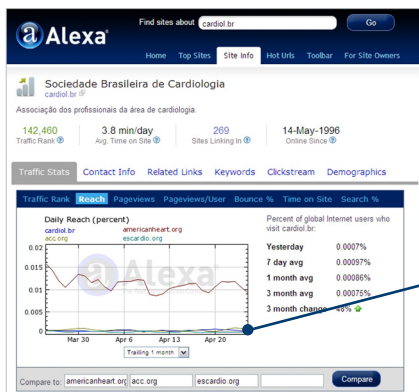 Alexa
Find sites about cardiol.br Go
Home Top Sites Site Info Hot Urls Toolbar For Site Owners
Sociedade Brasileira de Cardiologia
cardiol.br
Associação dos profissionais da área de cardiologia.
142,460 3.8 min/day 269 14-May-1996
Traffic Rank Avg. Time on Site Sites Linking In Online Since
Traffic Stats Contact Info Related Links Keywords Clickstream Demographics
Traffic Rank Reach Pageviews Pageviews/User Bounce % Time on Site Search %
Daily Reach (percent)
cardiol.br americanheart.org
acc.org escardio.org
0.02
0.015
0.01
0.005
0
Alexa
Mar 30 Apr 6 Apr 13 Apr 20
Trailing 1 month
Percent of global Internet users who
visit cardiol.br:
Yesterday 0.0007%
7 day avg 0.00097%
1 month avg 0.00086%
3 month avg 0.00075%
3 month change 48%
Compare to: americanheart.org acc.org escardio.org Compare